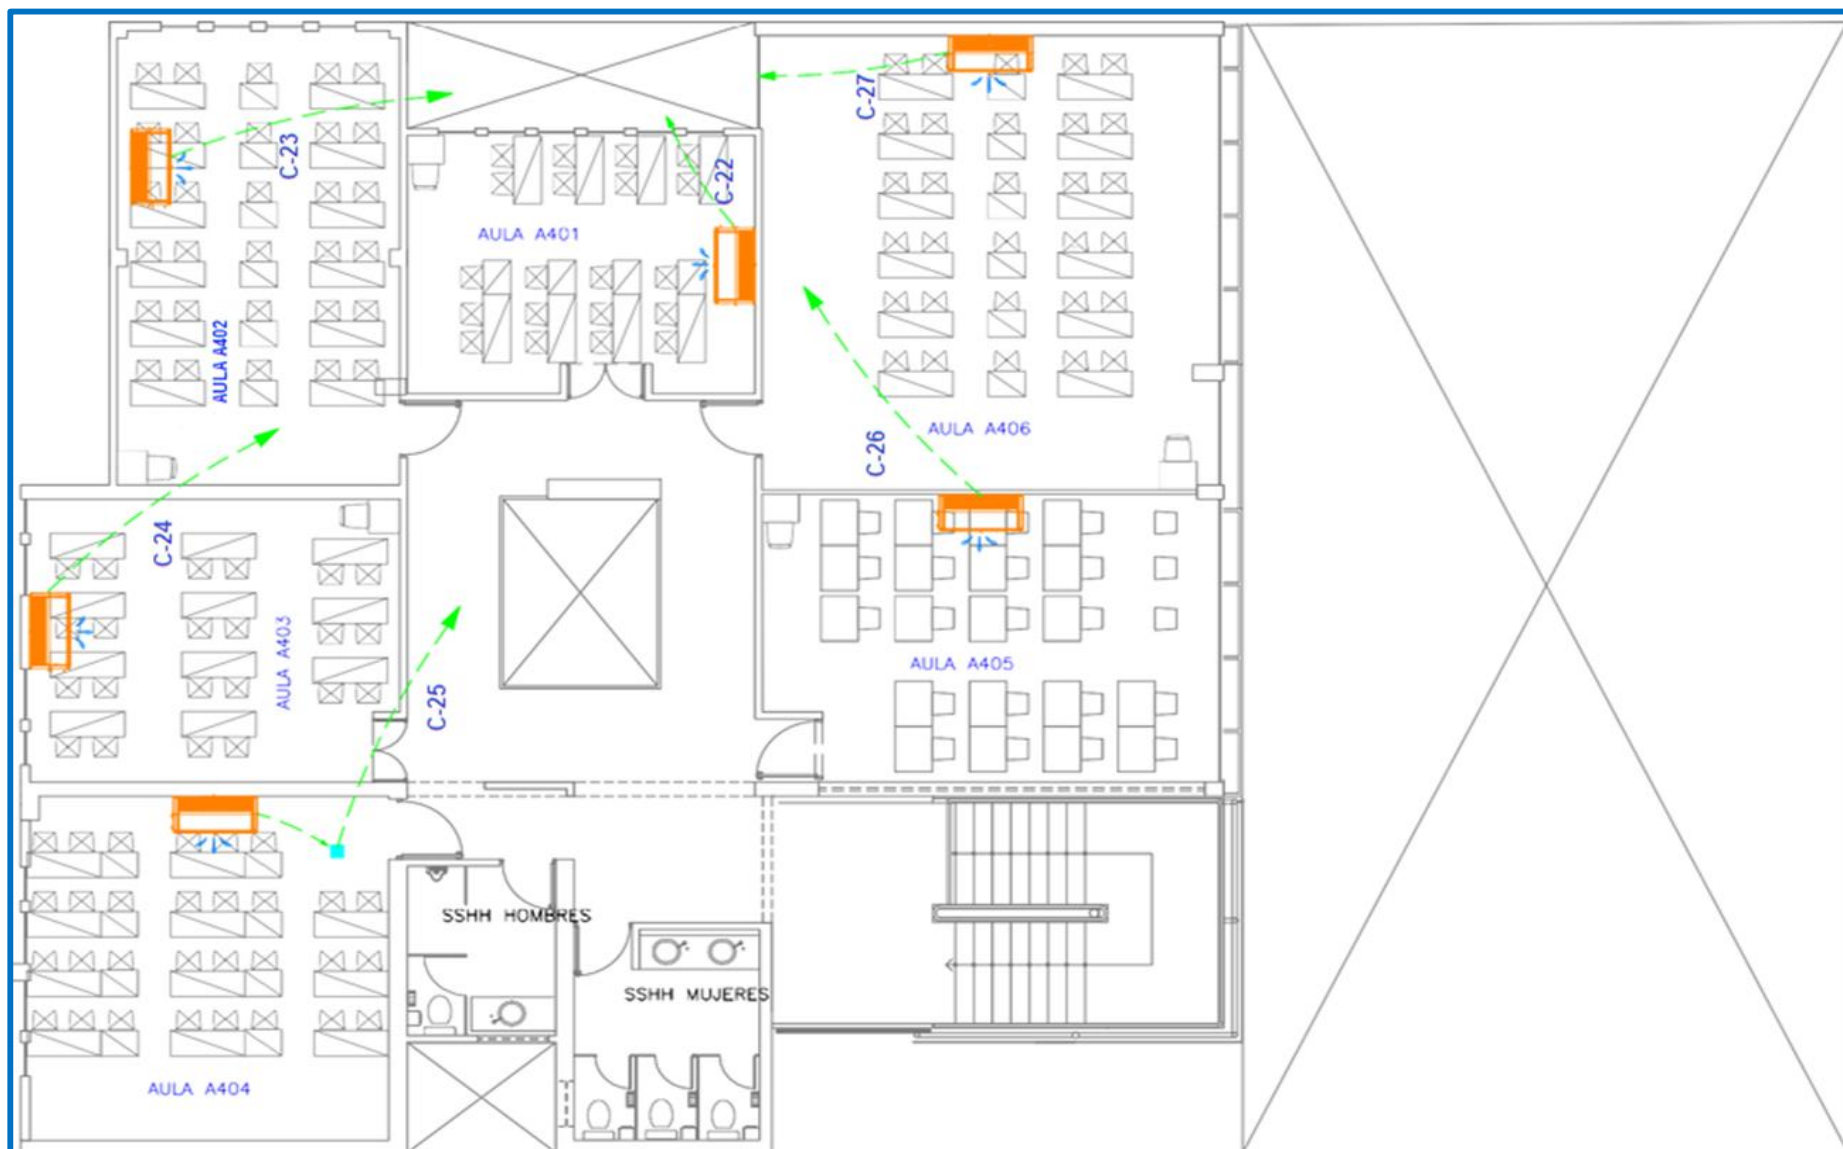 C-27
C-23
C-22
AULA A401
AULA A402
AULA A406
C-26
C-24
AULA A403
AULA A405
C-25
SSHH HOMBRES
SSHH MUJERES
AULA A404